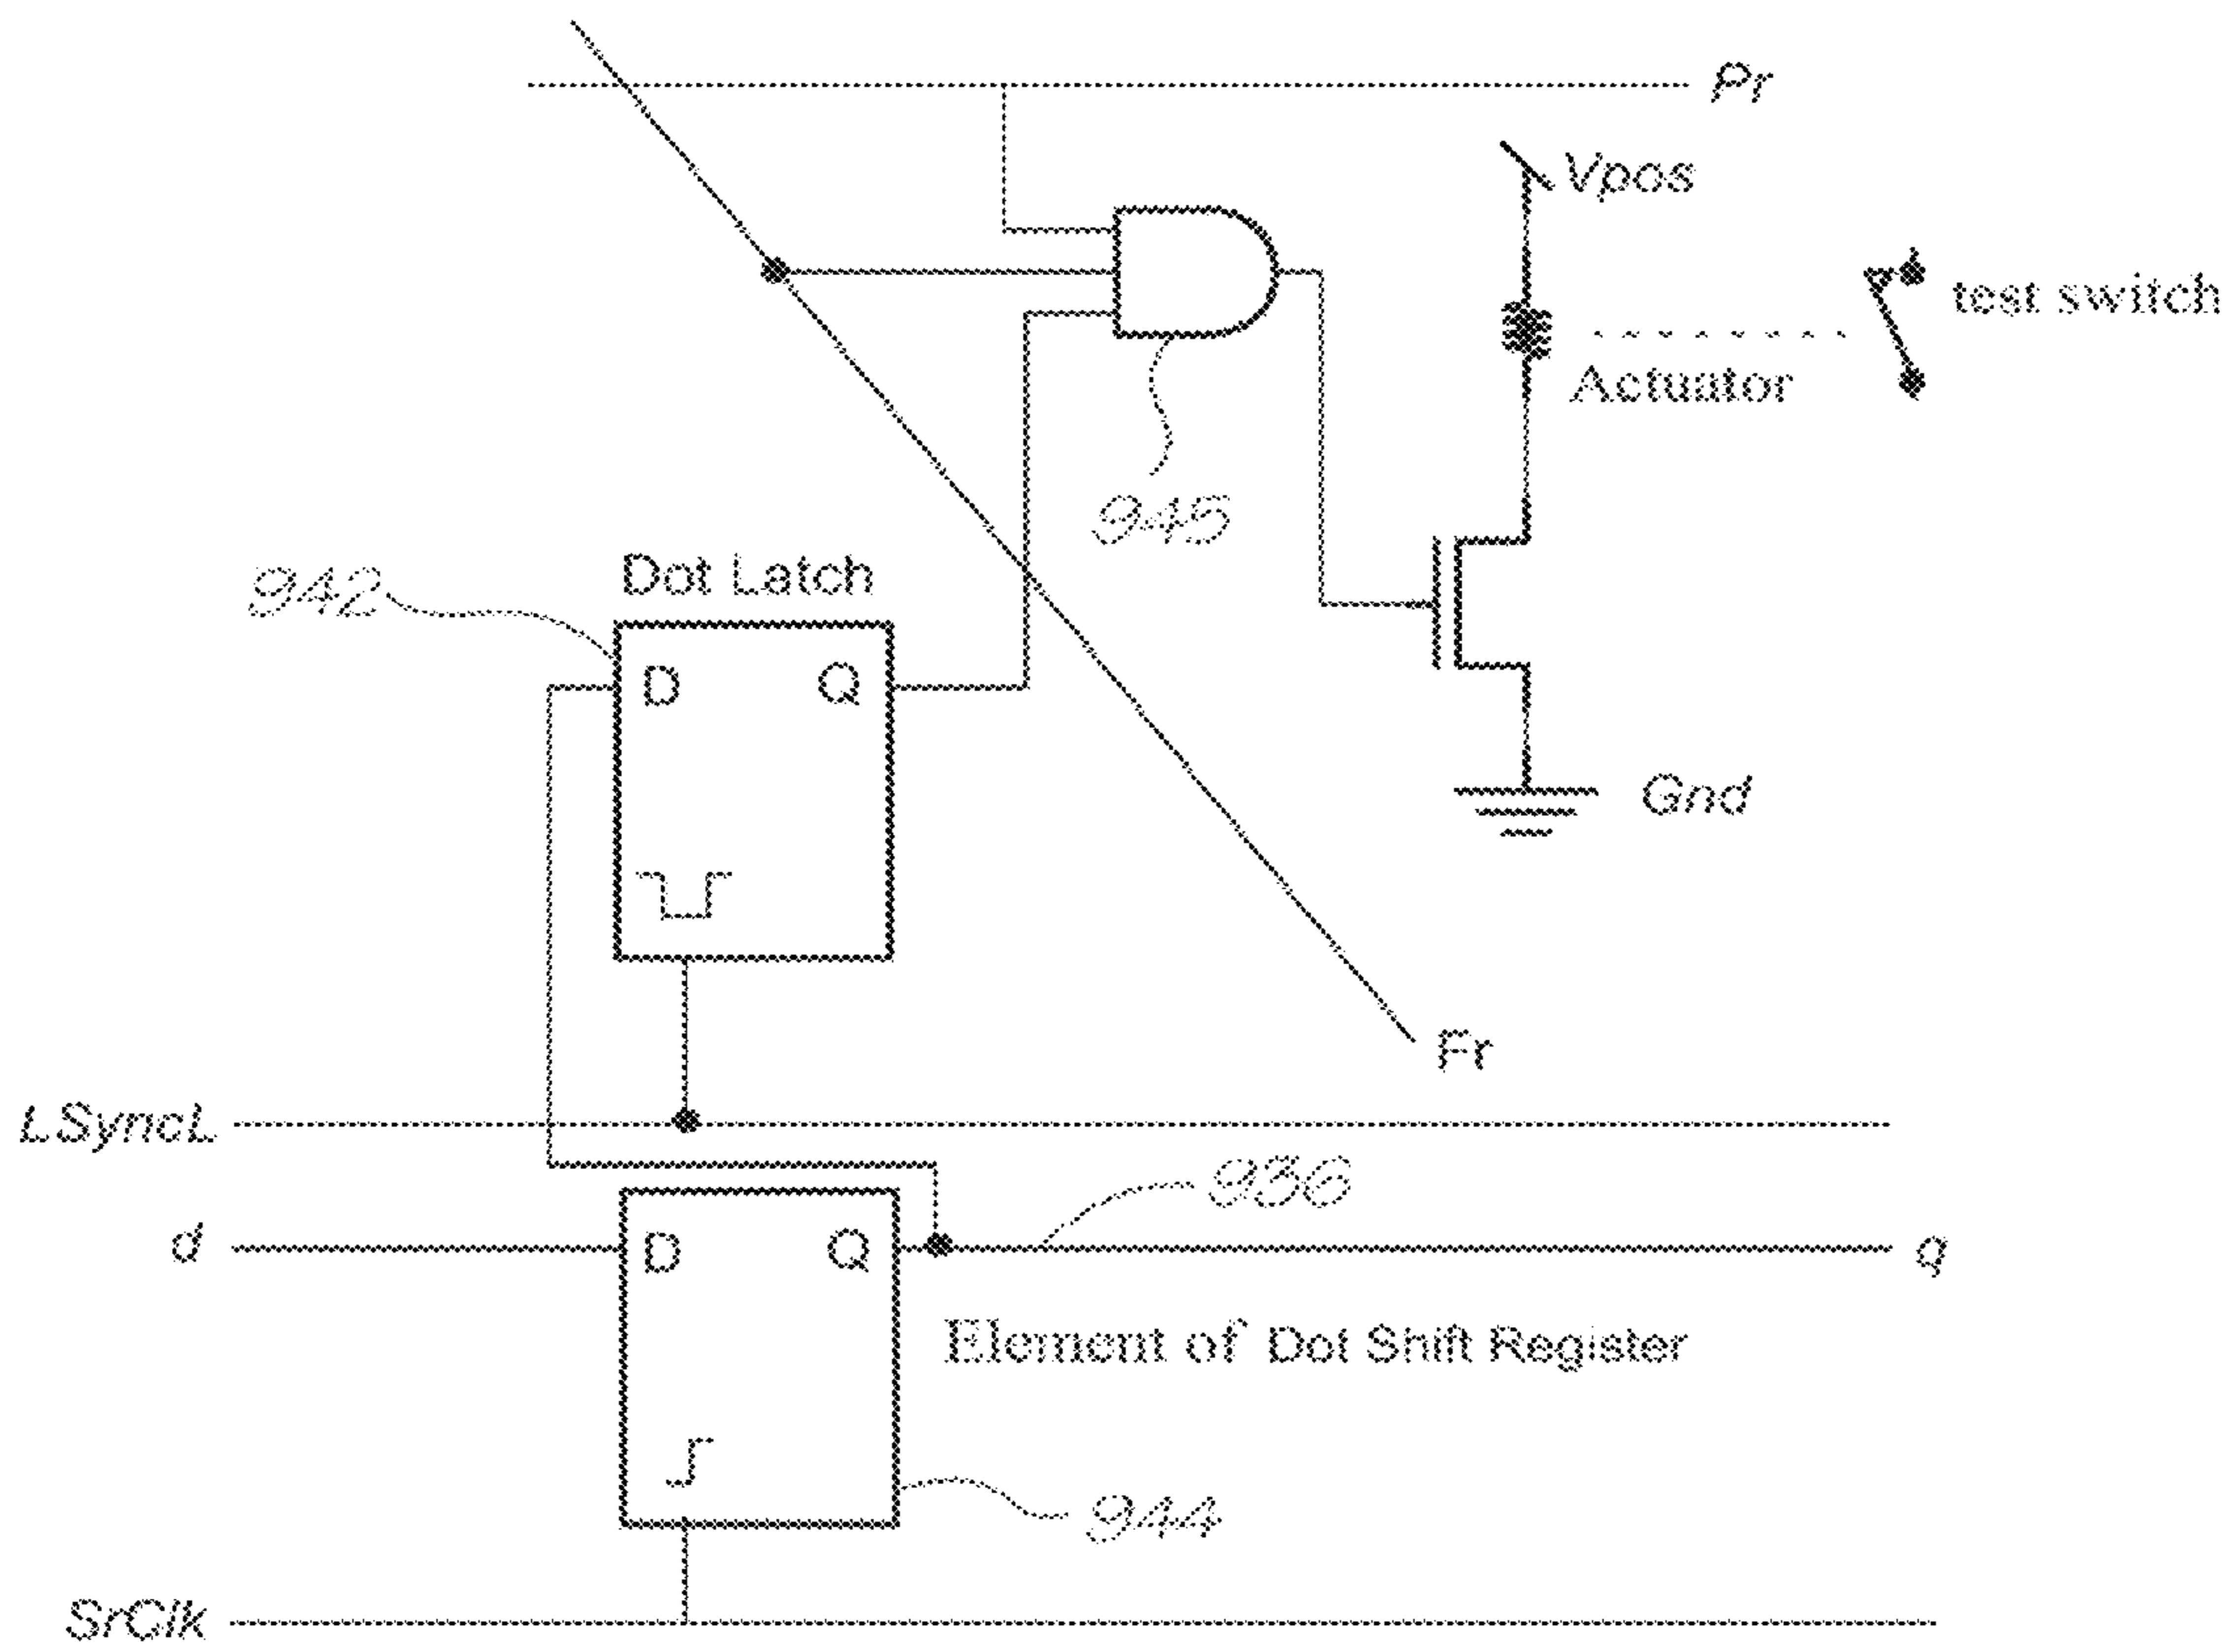 Pr
Vpos
test switch
Actuator
945
942
Dot Latch
D Q
Gnd
Fr
LSyncL
936
d
D Q
q
Element of Dot Shift Register
944
SrClk